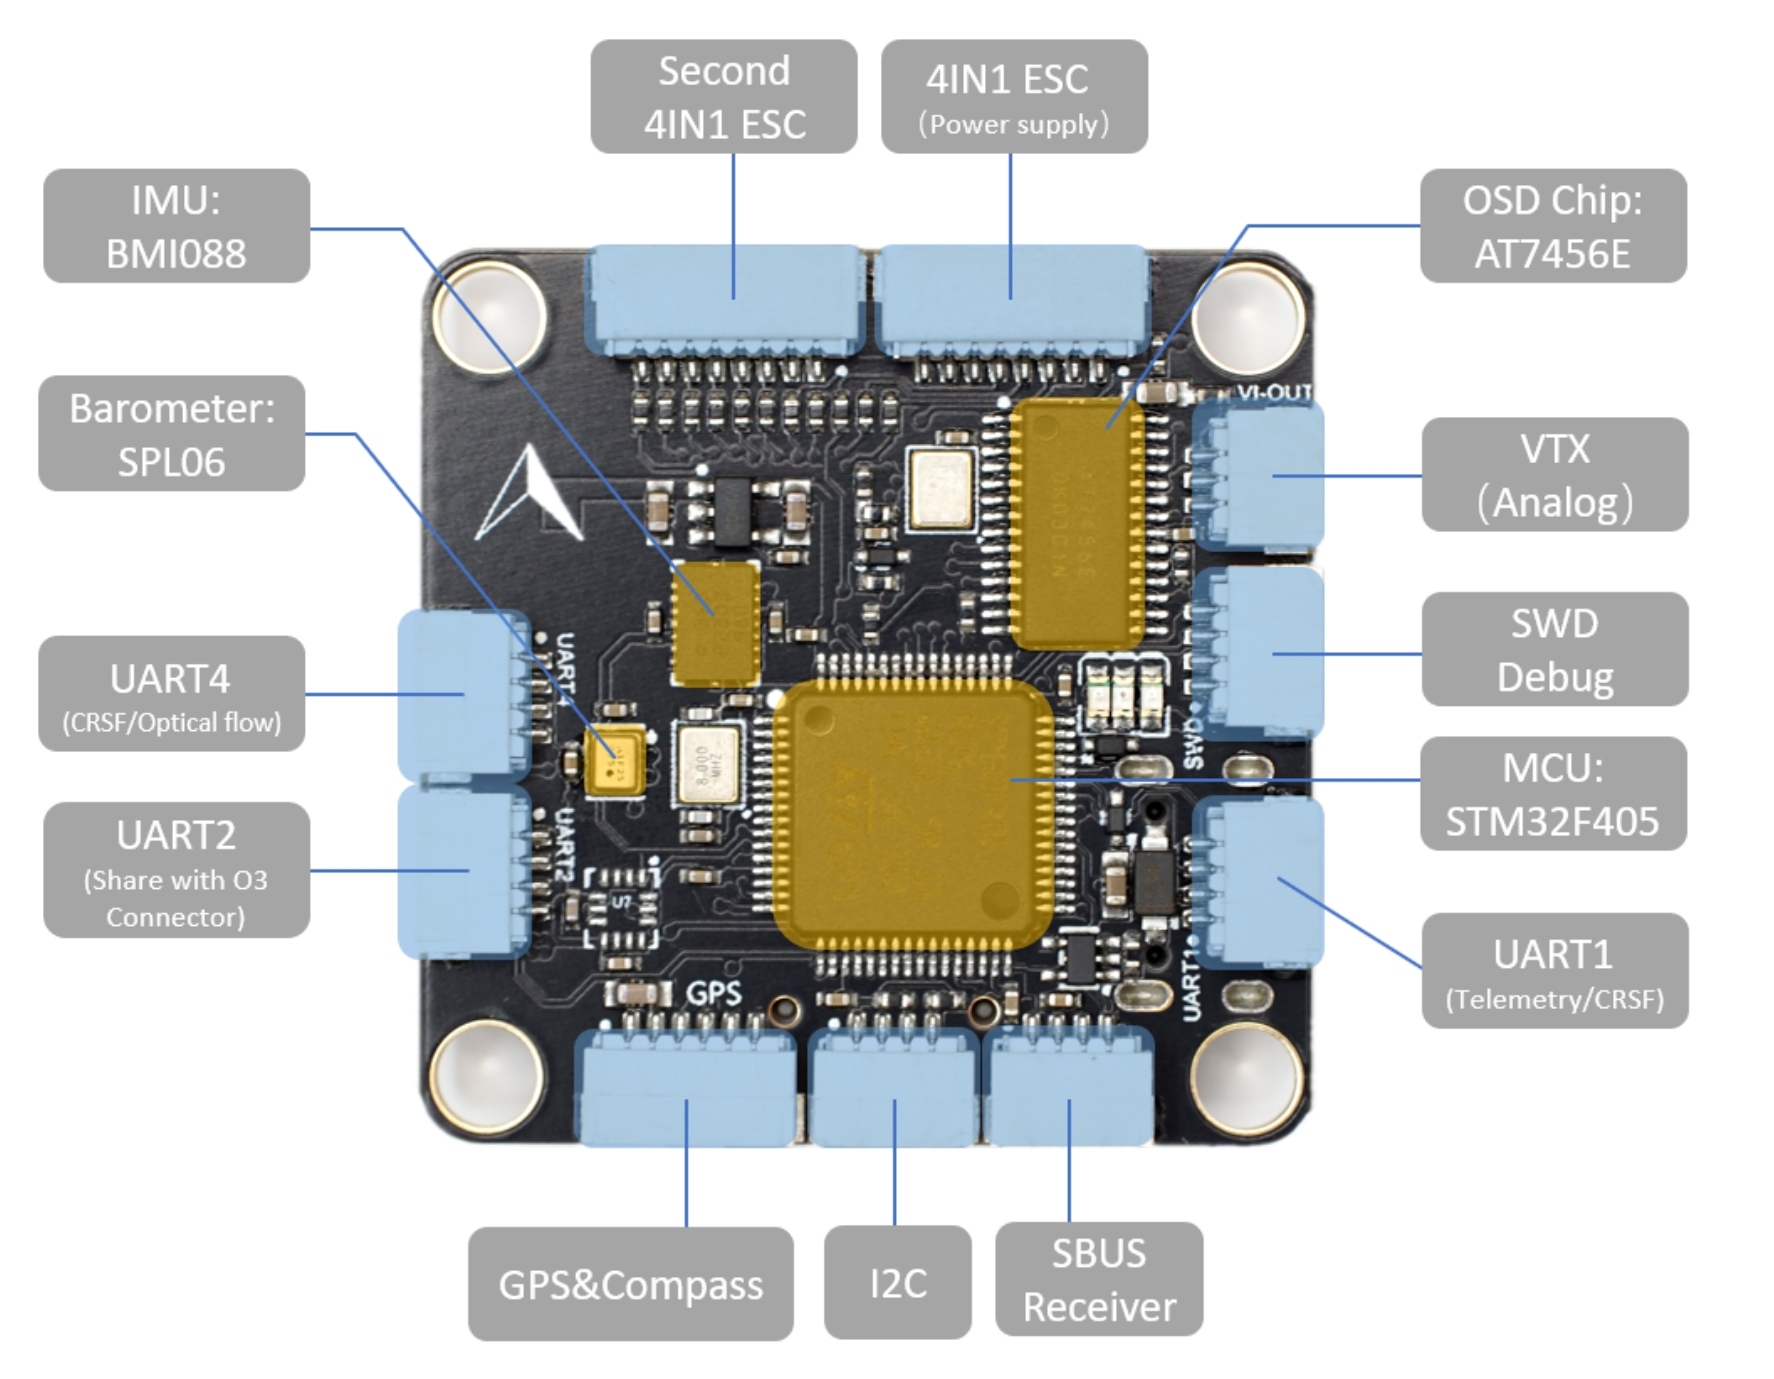 Second
4IN1 ESC
4IN1 ESC
(Power supply)
IMU:
BMI088
OSD Chip:
AT7456E
Barometer:
SPL06
VI-OUT
VTX
(Analog)
UART4
(CRSF/Optical flow)
UART4
SWD
Debug
SWD
8.000
MHZ
MCU:
STM32F405
UART2
(Share with O3
Connector)
UART2
U7
UART1
UART1
(Telemetry/CRSF)
GPS
GPS&Compass
I2C
SBUS
Receiver